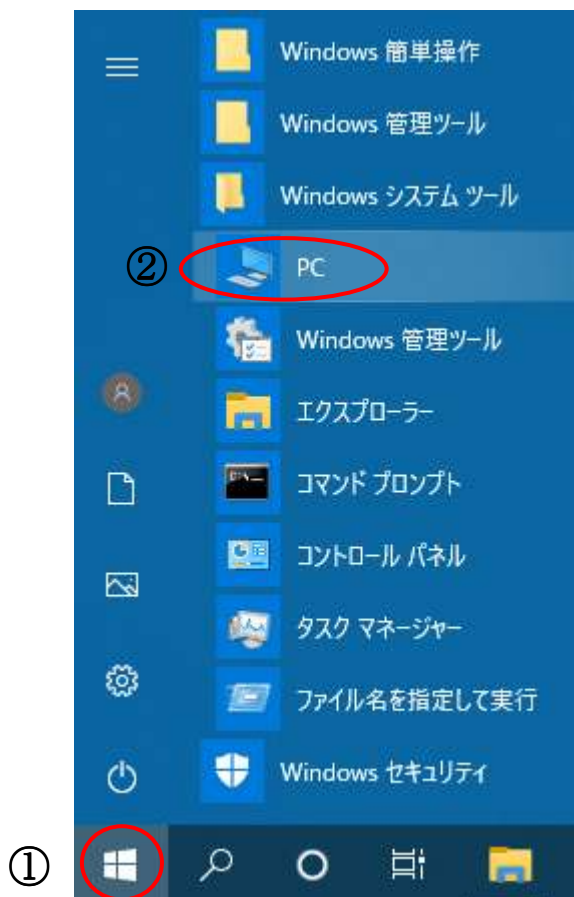 Windows 簡単操作
Windows 管理ツール
Windows システム ツール
② PC
Windows 管理ツール
エクスプローラー
コマンド プロンプト
コントロール パネル
タスク マネージャー
ファイル名を指定して実行
Windows セキュリティ
①